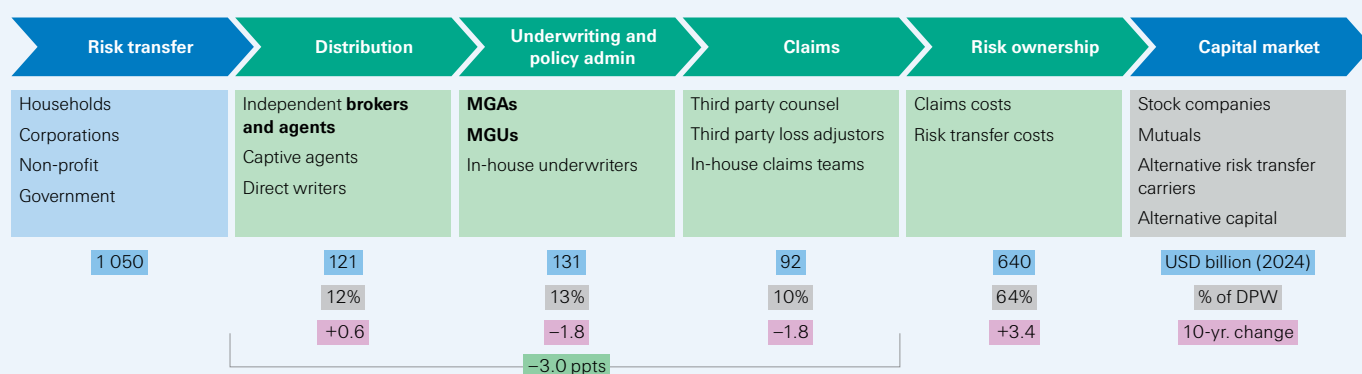 Risk transfer
Distribution
Underwriting and
policy admin
Claims
Risk ownership
Capital market
Households
Corporations
Non-profit
Government
Independent brokers
and agents
Captive agents
Direct writers
MGAs
MGUs
In-house underwriters
Third party counsel
Third party loss adjustors
In-house claims teams
Claims costs
Risk transfer costs
Stock companies
Mutuals
Alternative risk transfer
carriers
Alternative capital
1 050
121
131
92
640
USD billion (2024)
12%
13%
10%
64%
% of DPW
+0.6
–1.8
–1.8
+3.4
10-yr. change
–3.0 ppts